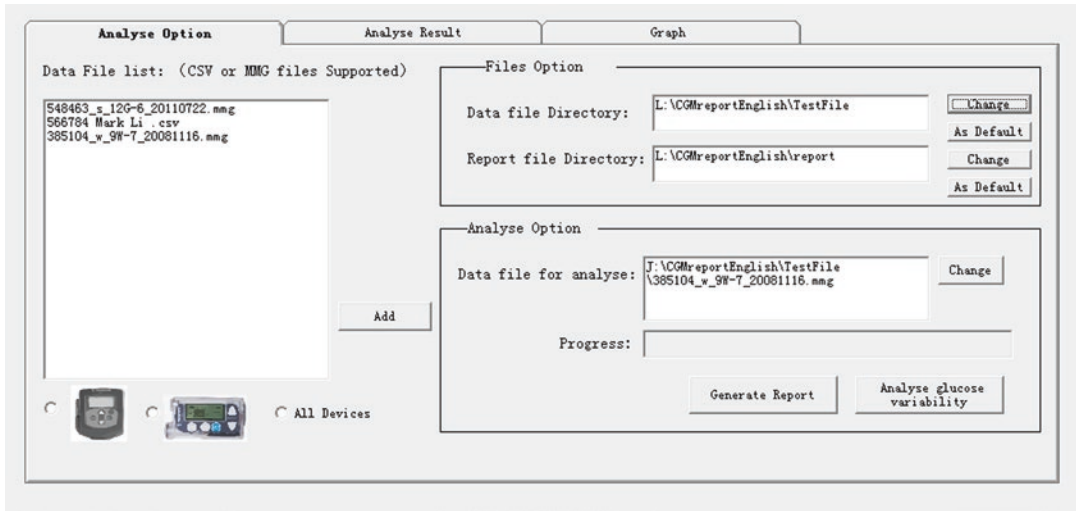 Analyse Option
Analyse Result
Graph
Data File list: (CSV or MMG files Supported)
548463_s_12G-6_20110722.mmg
566784 Mark Li .csv
385104_w_9W-7_20081116.mmg
Add
All Devices
Files Option
Data file Directory:
L:\CGMreportEnglish\TestFile
Change
As Default
Report file Directory:
L:\CGMreportEnglish\report
Change
As Default
Analyse Option
Data file for analyse:
J:\CGMreportEnglish\TestFile
\385104_w_9W-7_20081116.mmg
Change
Progress:
Generate Report
Analyse glucose
variability